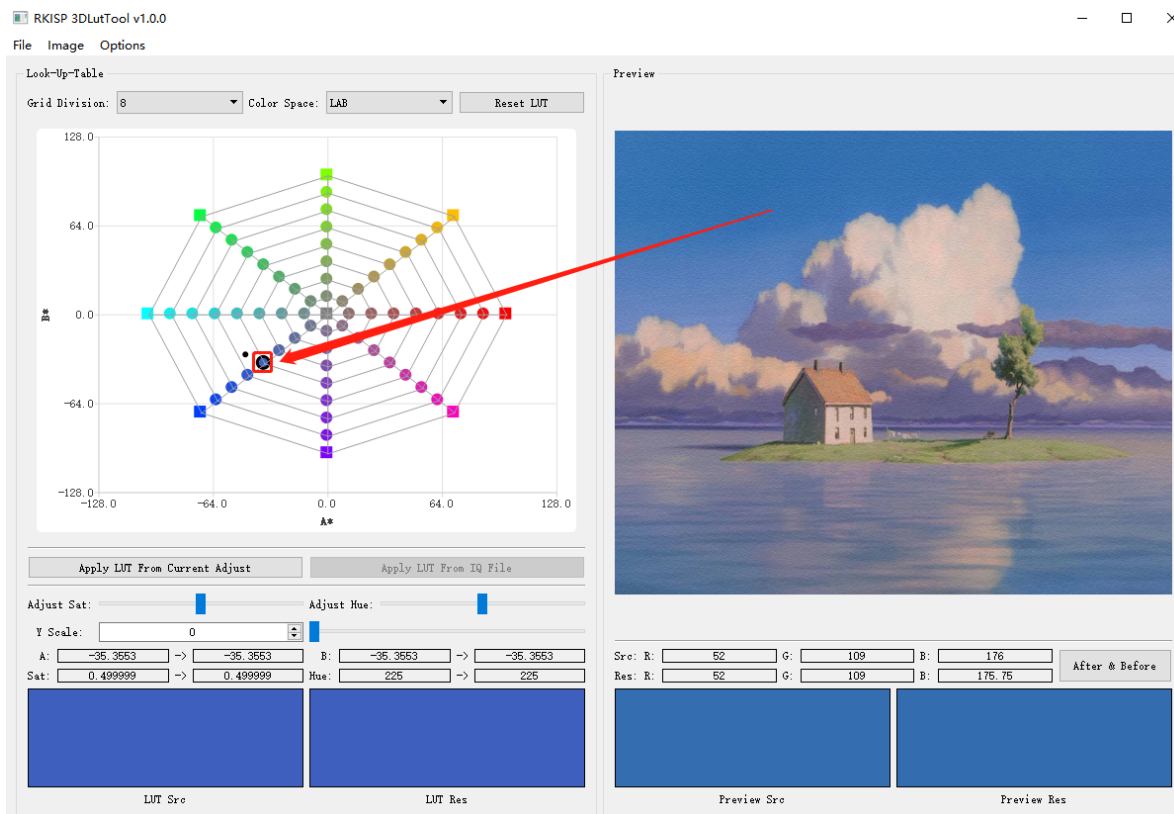 RKISP 3DLutTool v1.0.0
File Image Options
Look-Up-Table
Grid Division: 8 Color Space: LAB Reset LUT
128.0
64.0
0.0
-64.0
-128.0
B*
-128.0 -64.0 0.0 64.0 128.0
A*
Apply LUT From Current Adjust Apply LUT From IQ File
Adjust Sat: Adjust Hue:
Y Scale: 0
A: -35.3553 -> -35.3553 B: -35.3553 -> -35.3553
Sat: 0.499999 -> 0.499999 Hue: 225 -> 225
LUT Src LUT Res
Preview
Src: R: 52 G: 109 B: 176
Res: R: 52 G: 109 B: 175.75
After & Before
Preview Src Preview Res